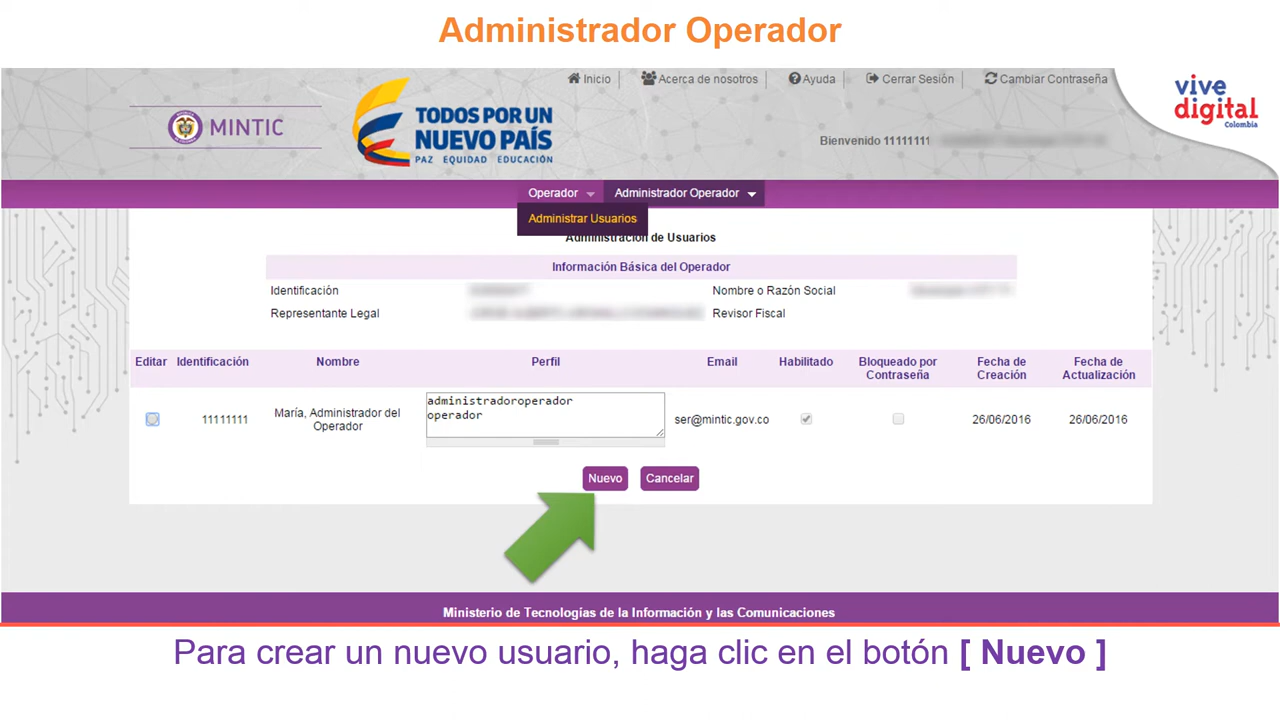 Administrador Operador
Inicio
Acerca de nosotros
Ayuda
Cerrar Sesión
Cambiar Contraseña
MINTIC
TODOS POR UN
NUEVO PAÍS
PAZ EQUIDAD EDUCACIÓN
vive
digital
Colombia
Bienvenido 11111111
Operador
Administrador Operador
Administrar Usuarios
Administración de Usuarios
Información Básica del Operador
Identificación
Nombre o Razón Social
Representante Legal
Revisor Fiscal
Editar Identificación Nombre Perfil Email Habilitado Bloqueado por Contraseña Fecha de Creación Fecha de Actualización
11111111
María, Administrador del
Operador
administradoroperador
operador
ser@mintic.gov.co
26/06/2016
26/06/2016
Nuevo
Cancelar
Ministerio de Tecnologías de la Información y las Comunicaciones
Para crear un nuevo usuario, haga clic en el botón [ Nuevo ]